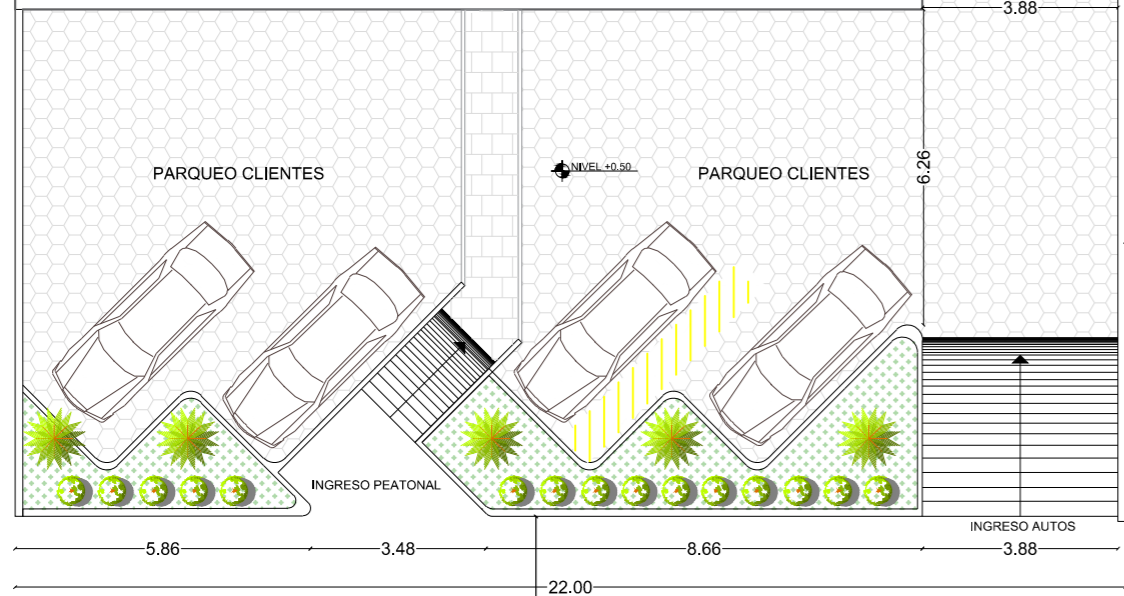 3.88
PARQUEO CLIENTES
NIVEL +0.50
PARQUEO CLIENTES
6.26
INGRESO PEATONAL
INGRESO AUTOS
5.86
3.48
8.66
3.88
22.00